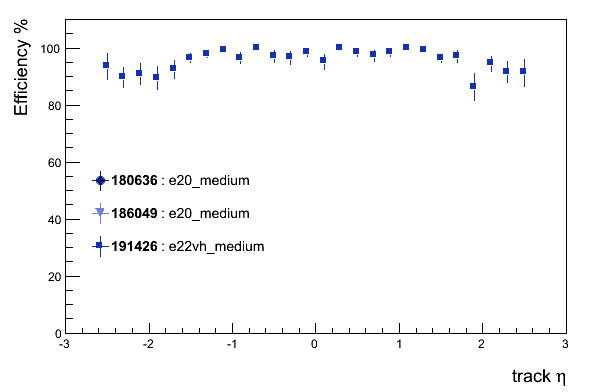 Efficiency %
100
80
60
40
20
0
180636 : e20_medium
186049 : e20_medium
191426 : e22vh_medium
-3 -2 -1 0 1 2 3
track η